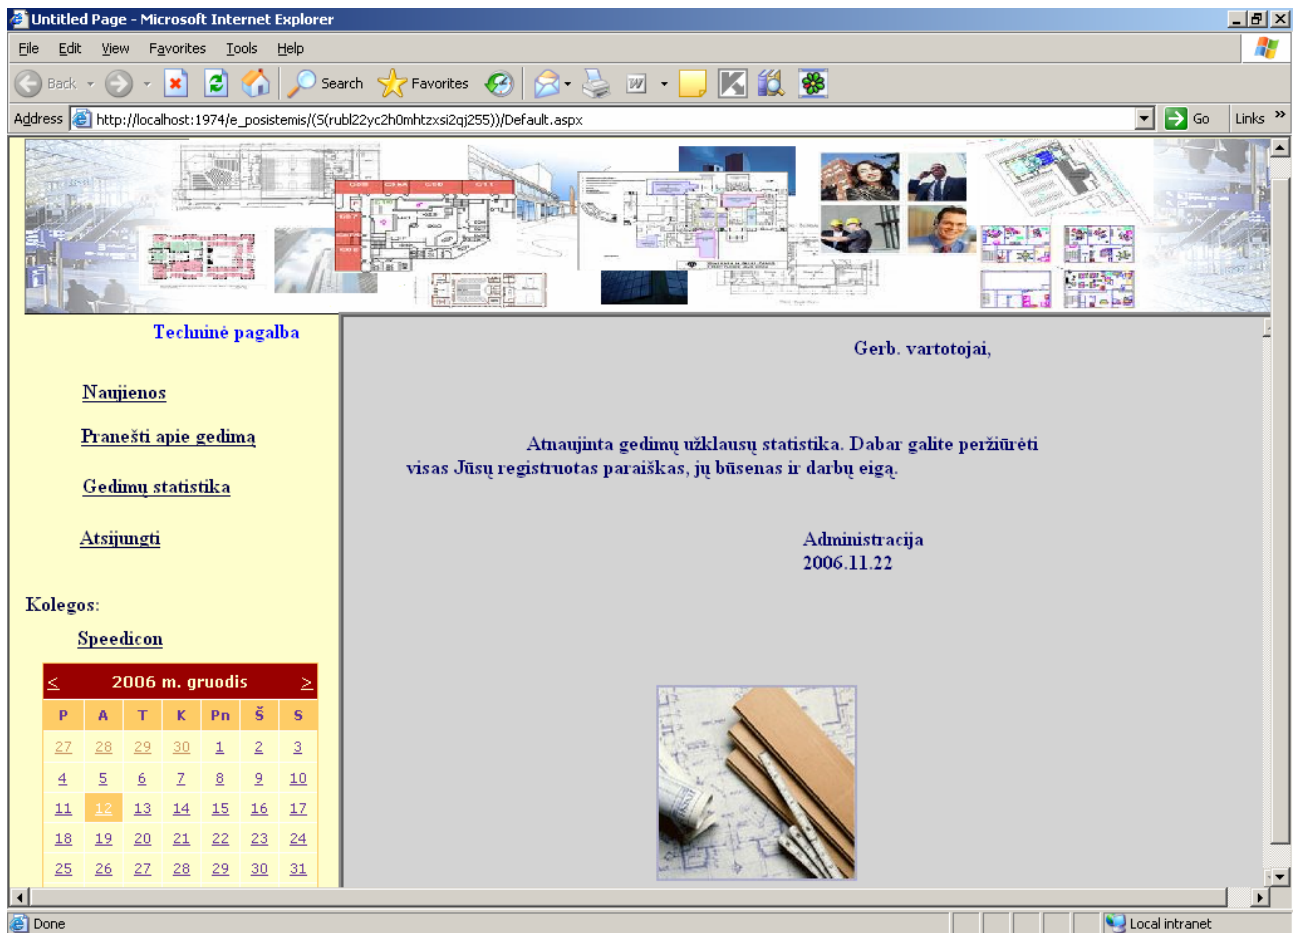 Untitled Page - Microsoft Internet Explorer
File Edit View Favorites Tools Help
Back Search Favorites
Address http://localhost:1974/e_posistemis/(S(rubl22yc2h0mhtzxsi2qj255))/Default.aspx Go Links »
Techninė pagalba
Naujienos
Pranešti apie gedimą
Gedimų statistika
Atsijungti
Kolegos:
Speedicon
< 2006 m. gruodis >
P A T K Pn Š S
27 28 29 30 1 2 3
4 5 6 7 8 9 10
11 12 13 14 15 16 17
18 19 20 21 22 23 24
25 26 27 28 29 30 31
Gerb. vartotojai,
Atnaujinta gedimų užklausų statistika. Dabar galite peržiūrėti
visas Jūsų registruotas paraiškas, jų būsenas ir darbų eigą.
Administracija
2006.11.22
Done Local intranet